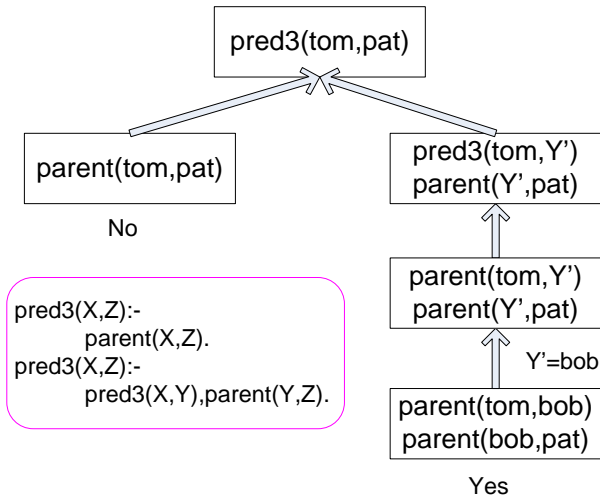 pred3(tom,pat)
parent(tom,pat)
No
pred3(tom,Y’)
parent(Y’,pat)
parent(tom,Y’)
parent(Y’,pat)
Y’=bob
parent(tom,bob)
parent(bob,pat)
Yes
pred3(X,Z):-
parent(X,Z).
pred3(X,Z):-
pred3(X,Y),parent(Y,Z).